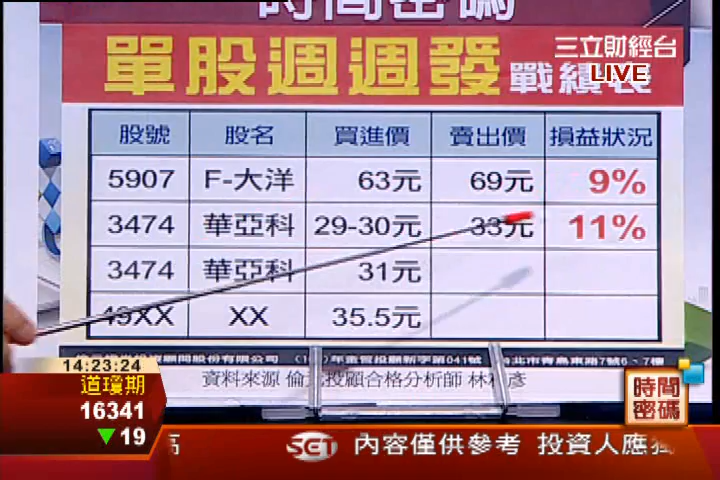 時間密碼
三立財經台
LIVE
單股週週發 戰績表
股號 股名 買進價 賣出價 損益狀況
5907 F-大洋 63元 69元 9%
3474 華亞科 29-30元 33元 11%
3474 華亞科 31元
49XX XX 35.5元
資料來源 倫元投顧合格分析師 林
14:23:24
道瓊期
16341
▼19
時間
密碼
SET 內容僅供參考 投資人應